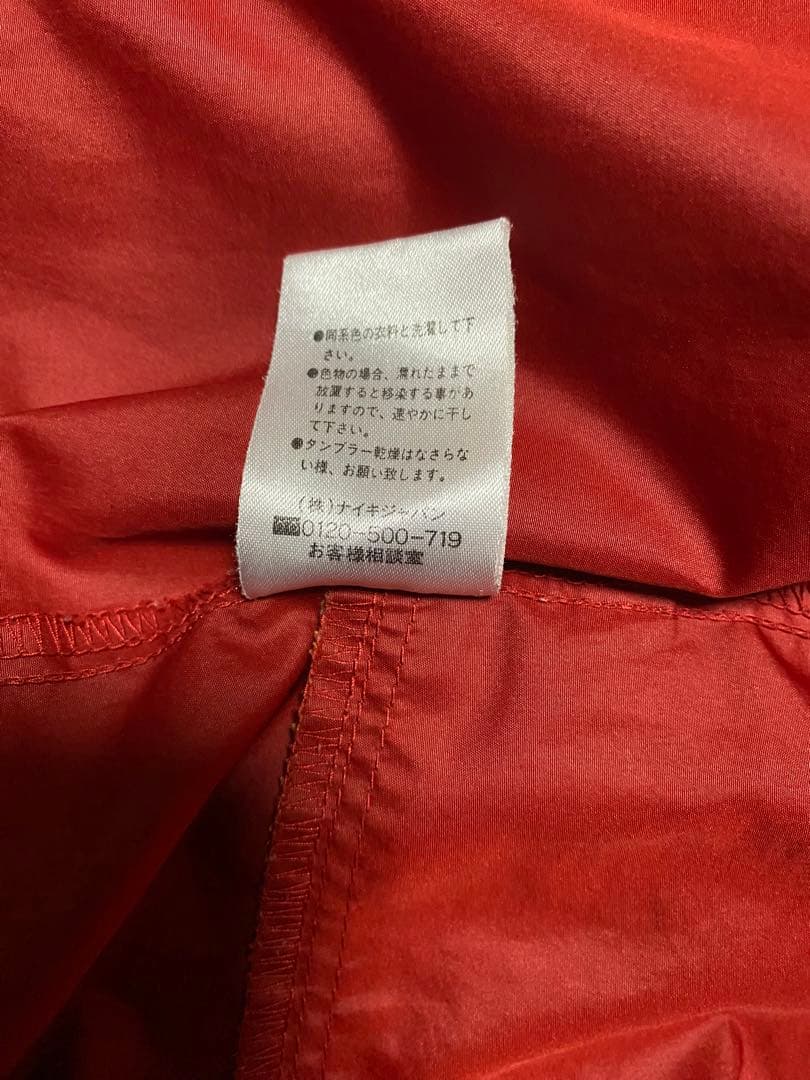 ●同系色の衣料と洗濯して下
さい。
●色物の場合、濡れたままで
放置すると移染する事があ
りますので、速やかに干し
て下さい。
●タンブラー乾燥はなさらな
い様、お願い致します。
(株)ナイキジャパン
0120-500-719
お客様相談室